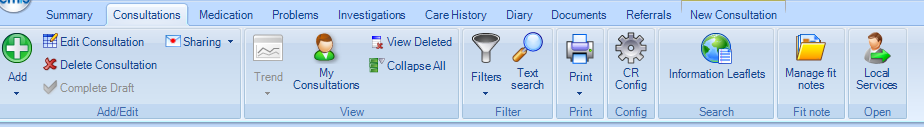 Summary Consultations Medication Problems Investigations Care History Diary Documents Referrals New Consultation
Add
Edit Consultation
Delete Consultation
Complete Draft
Sharing
Add/Edit
Trend
My
Consultations
View Deleted
Collapse All
View
Filters
Text
search
Filter
Print
Print
CR
Config
Config
Information Leaflets
Search
Manage fit
notes
Fit note
Local
Services
Open